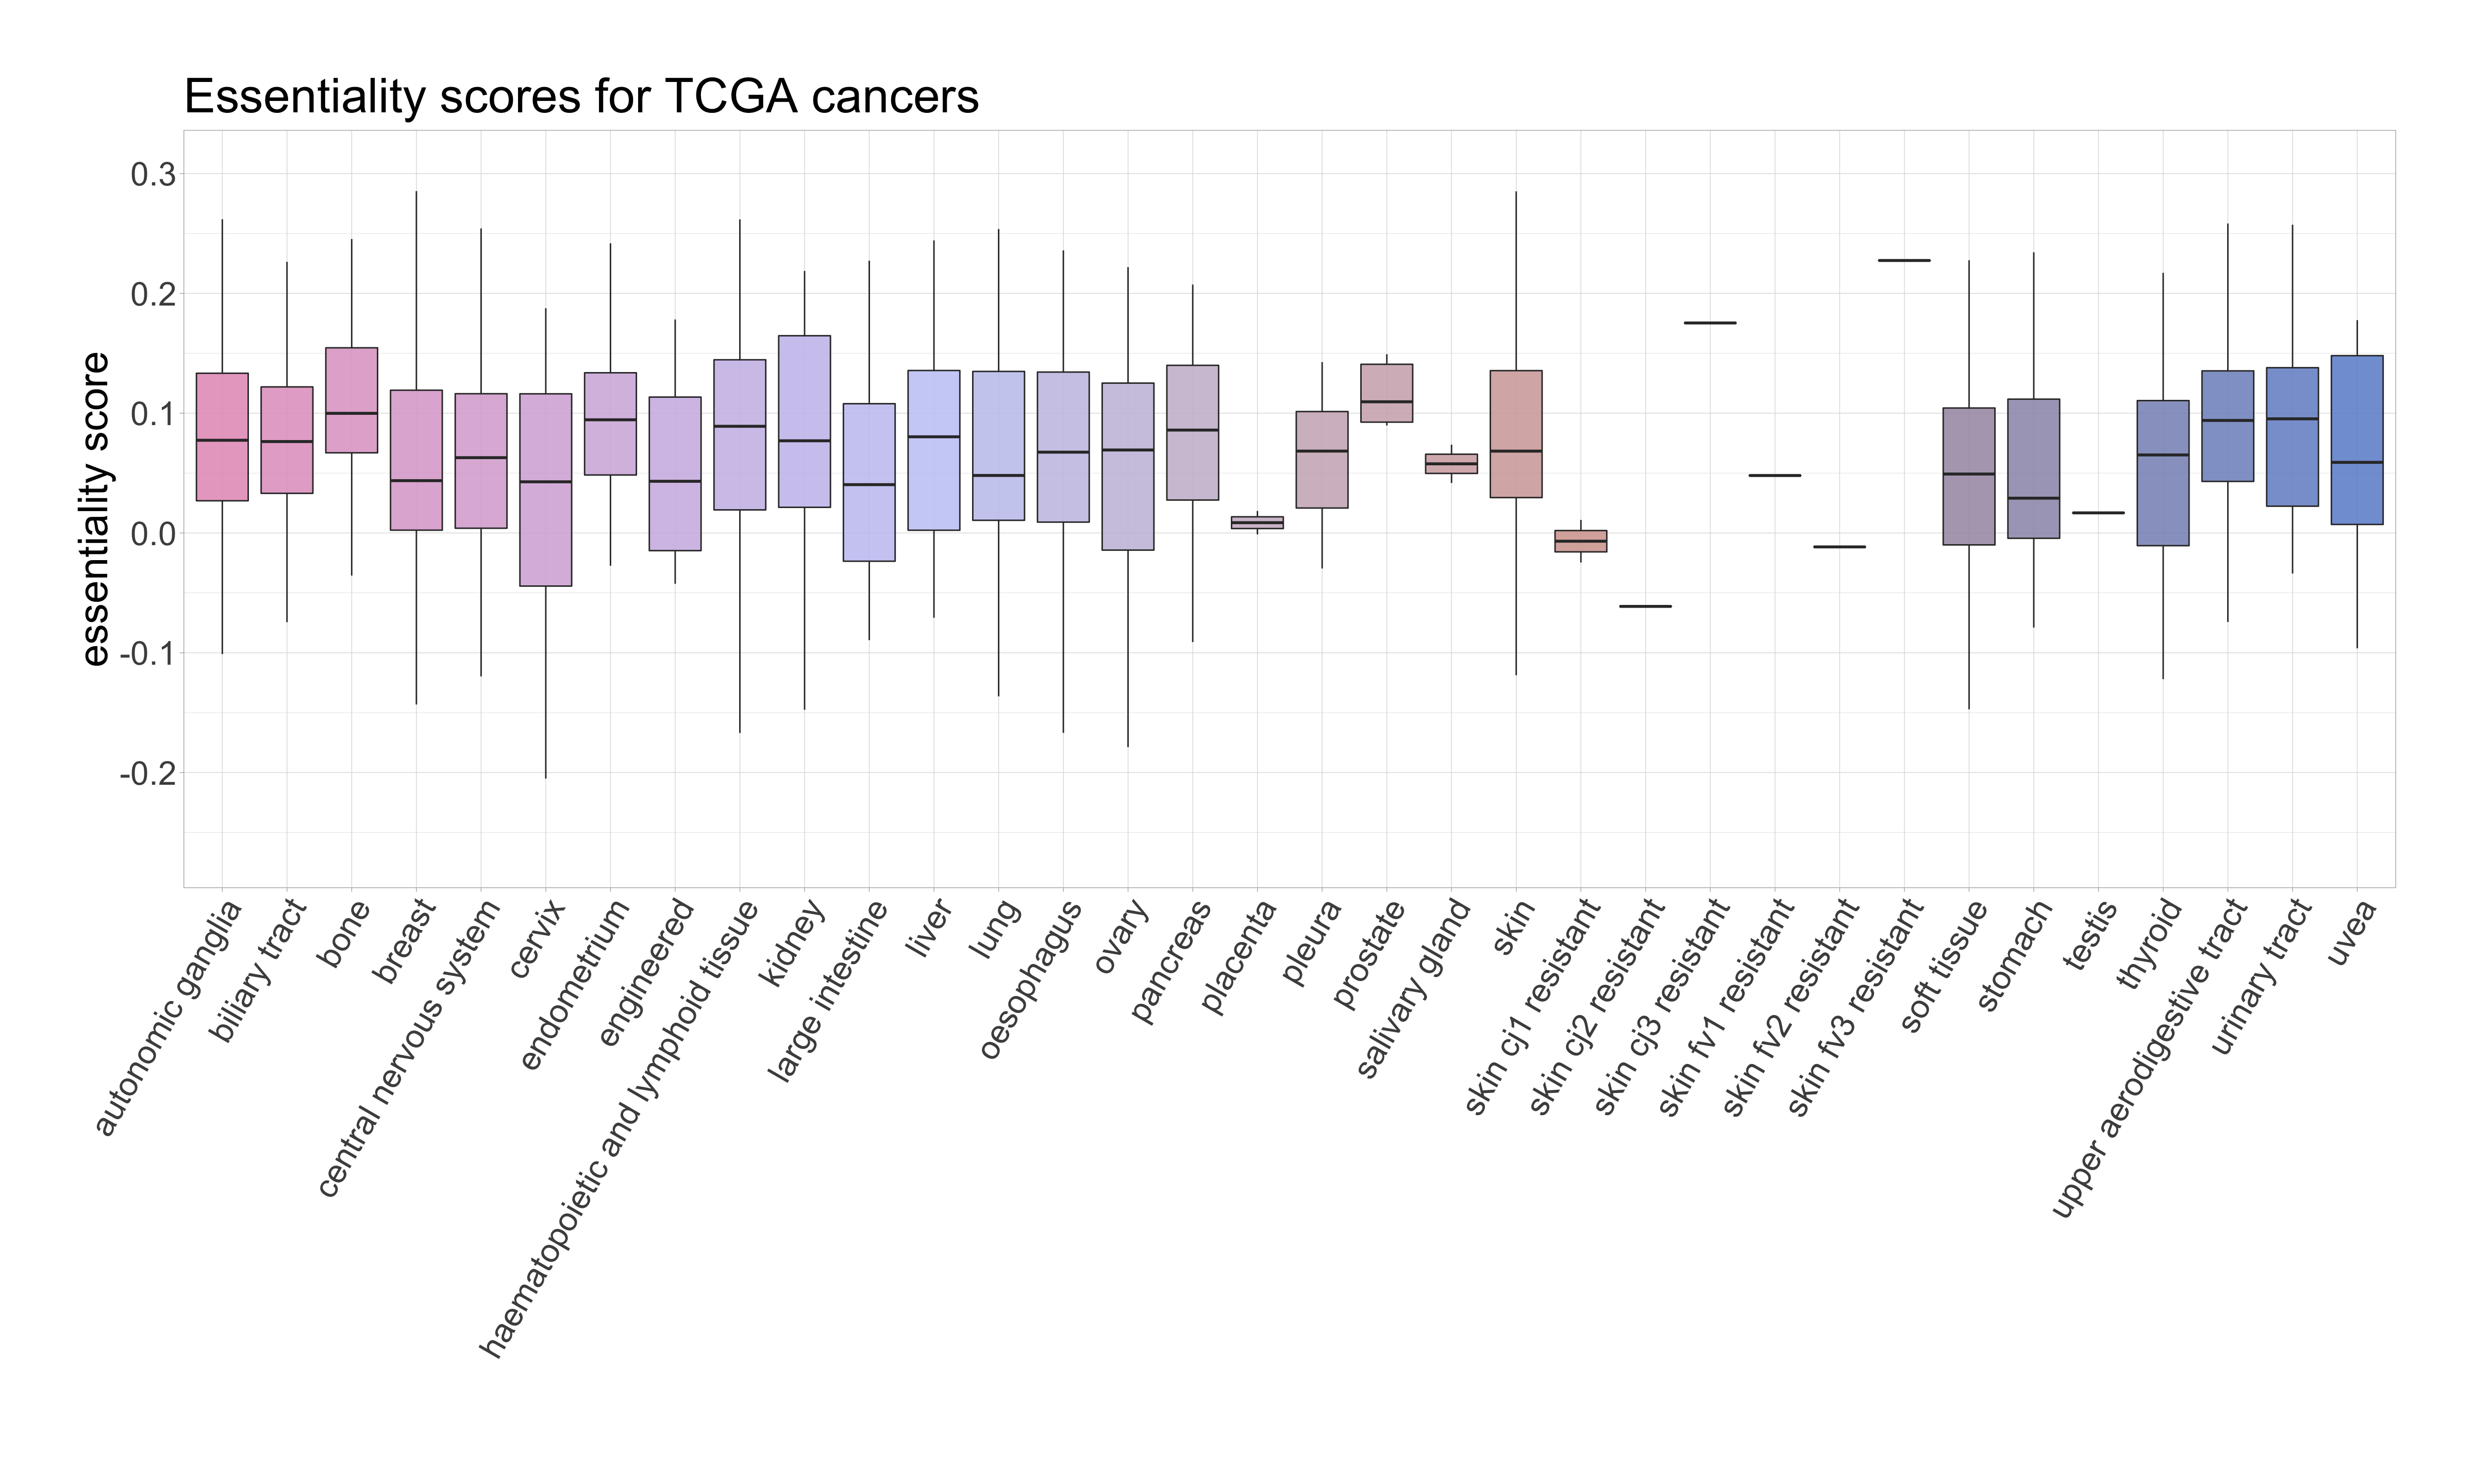 Essentiality scores for TCGA cancers
essentiality score
0.3
0.2
0.1
0.0
-0.1
-0.2
autonomic ganglia
biliary tract
bone
breast
central nervous system
cervix
endometrium
engineered
haematopoietic and lymphoid tissue
kidney
large intestine
liver
lung
oesophagus
ovary
pancreas
placenta
pleura
prostate
salivary gland
skin
skin cj1 resistant
skin cj2 resistant
skin cj3 resistant
skin fv1 resistant
skin fv2 resistant
skin fv3 resistant
soft tissue
stomach
testis
thyroid
upper aerodigestive tract
urinary tract
uvea